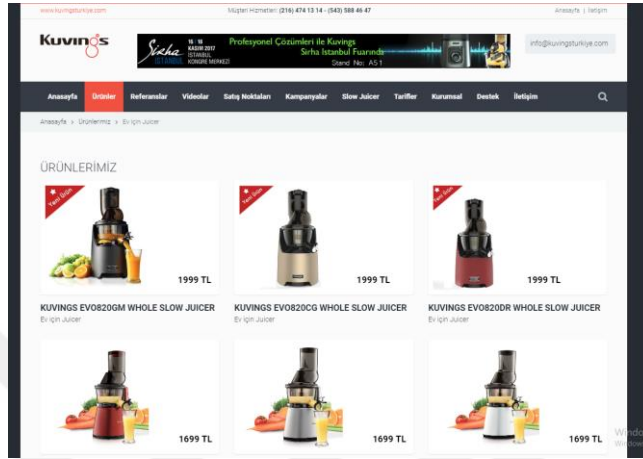 www.kuvingsturkiye.com
Müşteri Hizmetleri: (216) 474 13 14 - (543) 588 46 47
Anasayfa | İletişim
Kuvings
Sirha
İSTANBUL
16 - 18
KASIM 2017
İSTANBUL
KONGRE MERKEZİ
Profesyonel Çözümleri ile Kuvings
Sirha İstanbul Fuarında
Stand No: A51
info@kuvingsturkiye.com
Anasayfa Ürünler Referanslar Videolar Satış Noktaları Kampanyalar Slow Juicer Tarifler Kurumsal Destek İletişim
Anasayfa > Ürünlerimiz > Ev için Juicer
ÜRÜNLERİMİZ
Yeni Ürün
Yeni Ürün
Yeni Ürün
1999 TL
1999 TL
1999 TL
KUVINGS EVO820GM WHOLE SLOW JUICER
KUVINGS EVO820CG WHOLE SLOW JUICER
KUVINGS EVO820DR WHOLE SLOW JUICER
Ev için Juicer
Ev için Juicer
Ev için Juicer
1699 TL
1699 TL
1699 TL